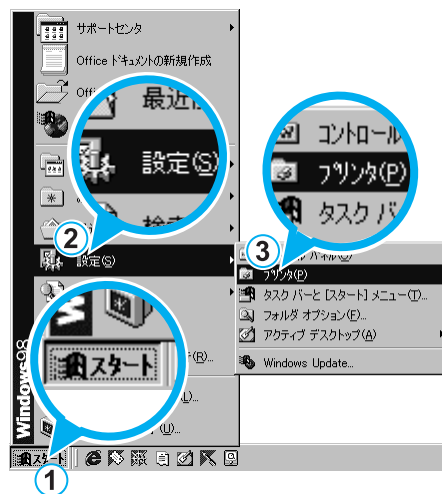 サポートセンタ
Office ドキュメントの新規作成
Offi
最近
設定(S)
検索
2
設定(S)
コントロール
プリンタ(P)
タスク バ
3
パネル(C)
プリンタ(P)
タスク バーと [スタート] メニュー(T)...
フォルダ オプション(F)...
アクティブ デスクトップ(A)
Windows Update...
スタート
(R)...
(L)...
(U)...
Windows98
スタート
1